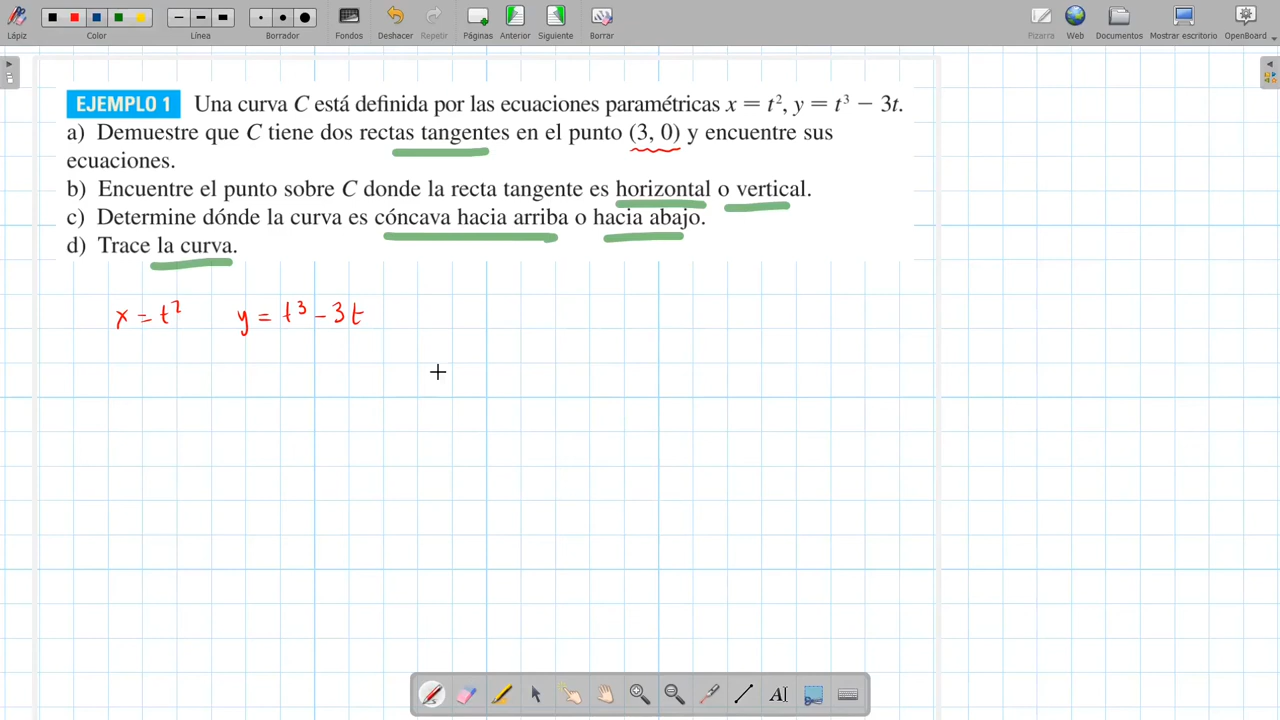 Lápiz Color Línea Borrador Fondos Deshacer Repetir Páginas Anterior Siguiente Borrar Pizarra Web Documentos Mostrar escritorio OpenBoard
EJEMPLO 1 Una curva C está definida por las ecuaciones paramétricas x = t², y = t³ − 3t.
a) Demuestre que C tiene dos rectas tangentes en el punto (3, 0) y encuentre sus
ecuaciones.
b) Encuentre el punto sobre C donde la recta tangente es horizontal o vertical.
c) Determine dónde la curva es cóncava hacia arriba o hacia abajo.
d) Trace la curva.
x = t² y = t³ − 3t
A